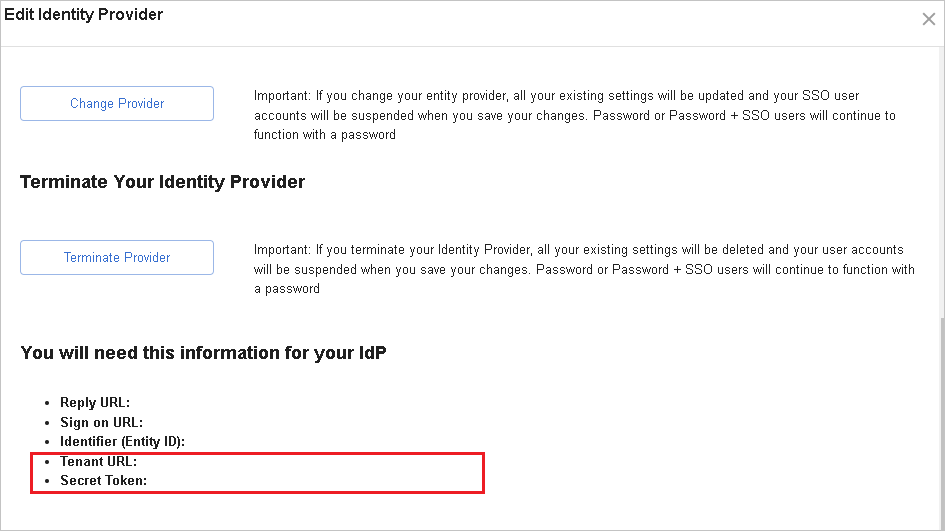 Edit Identity Provider
Change Provider
Important: If you change your entity provider, all your existing settings will be updated and your SSO user
accounts will be suspended when you save your changes. Password or Password + SSO users will continue to
function with a password
Terminate Your Identity Provider
Terminate Provider
Important: If you terminate your Identity Provider, all your existing settings will be deleted and your user accounts
will be suspended when you save your changes. Password or Password + SSO users will continue to function with
a password
You will need this information for your IdP
• Reply URL:
• Sign on URL:
• Identifier (Entity ID):
• Tenant URL:
• Secret Token: